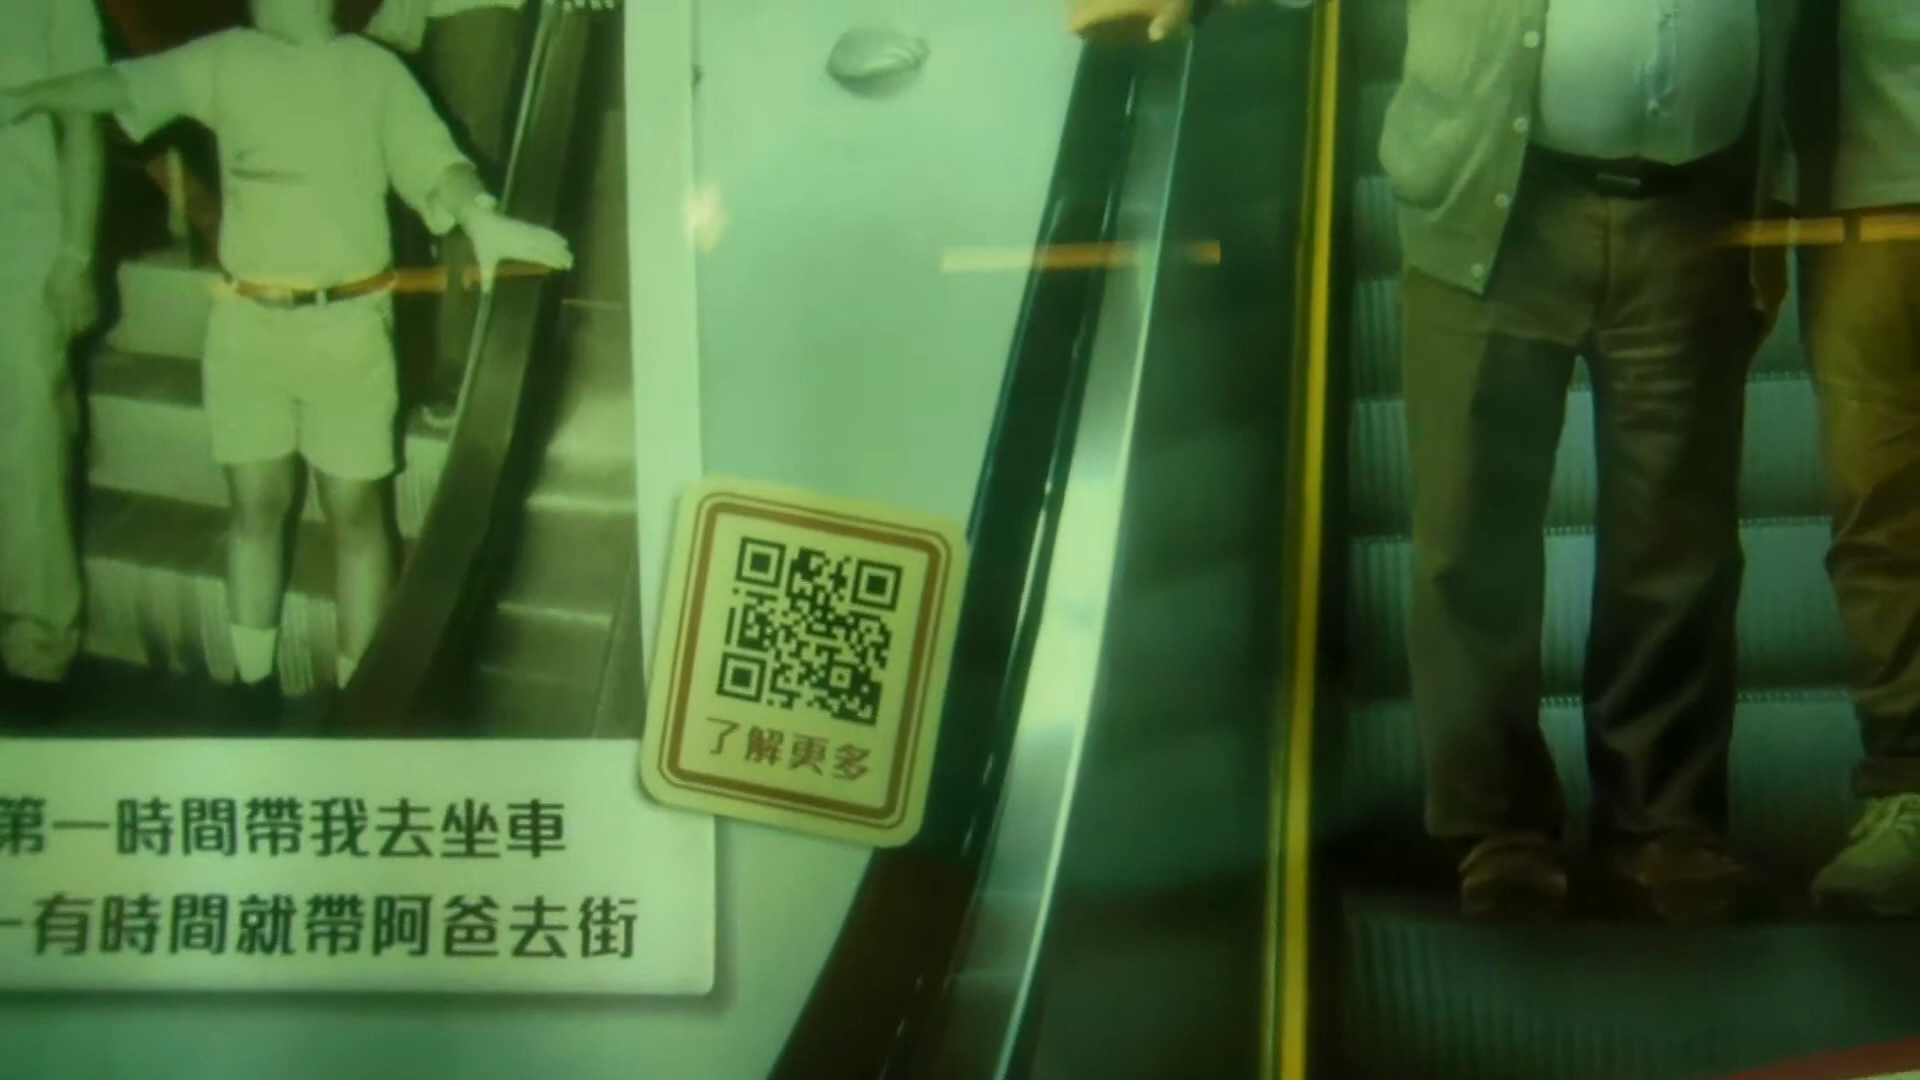 了解更多
第一時間帶我去坐車
一有時間就帶阿爸去街